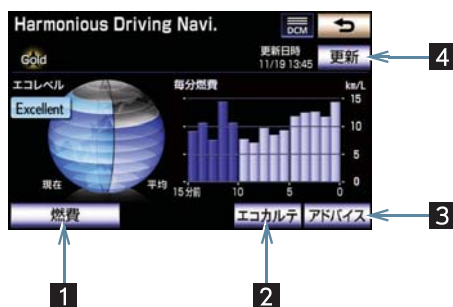 Harmonious Driving Navi.
DCM
Gold
更新日時
11/19 13:45
更新
4
エコレベル
Excellent
毎分燃費
km/L
15
10
5
0
現在
平均
15分前
10
5
0
燃費
エコカルテ
アドバイス
3
1
2